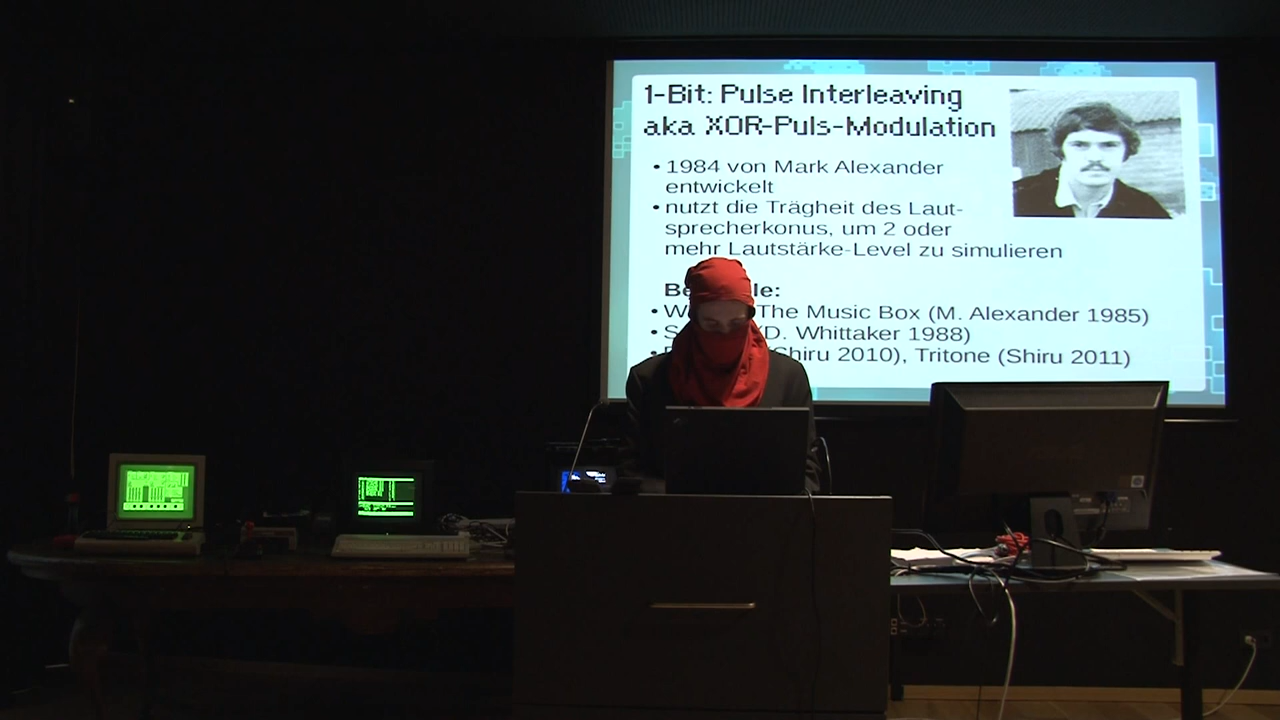 1-Bit: Pulse Interleaving
aka XOR-Puls-Modulation
• 1984 von Mark Alexander
entwickelt
• nutzt die Trägheit des Laut-
sprecherkonus, um 2 oder
mehr Lautstärke-Level zu simulieren
Be le:
• The Music Box (M. Alexander 1985)
• (D. Whittaker 1988)
• (Shiru 2010), Tritone (Shiru 2011)